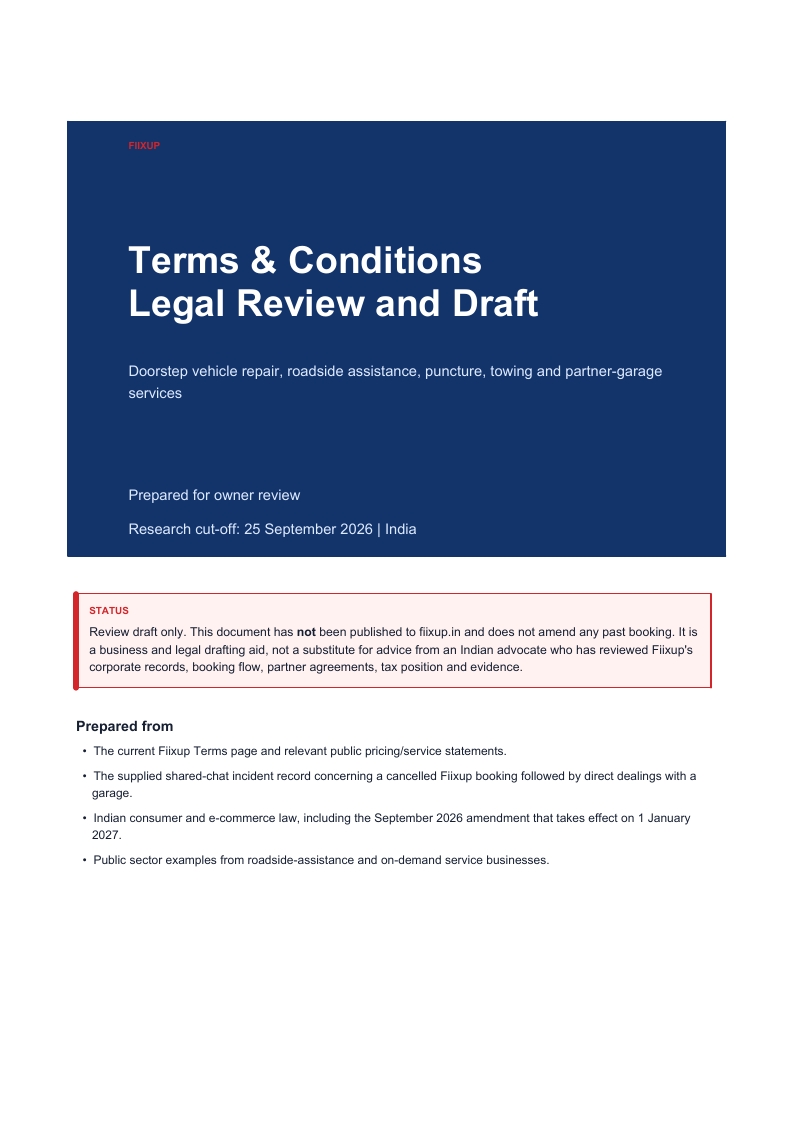 FIIXUP
Terms & Conditions
Legal Review and Draft
Doorstep vehicle repair, roadside assistance, puncture, towing and partner-garage
services
Prepared for owner review
Research cut-off: 25 September 2026 | India
STATUS
Review draft only. This document has not been published to fiixup.in and does not amend any past booking. It is
a business and legal drafting aid, not a substitute for advice from an Indian advocate who has reviewed Fiixup's
corporate records, booking flow, partner agreements, tax position and evidence.
Prepared from
• The current Fiixup Terms page and relevant public pricing/service statements.
• The supplied shared-chat incident record concerning a cancelled Fiixup booking followed by direct dealings with a
garage.
• Indian consumer and e-commerce law, including the September 2026 amendment that takes effect on 1 January
2027.
• Public sector examples from roadside-assistance and on-demand service businesses.